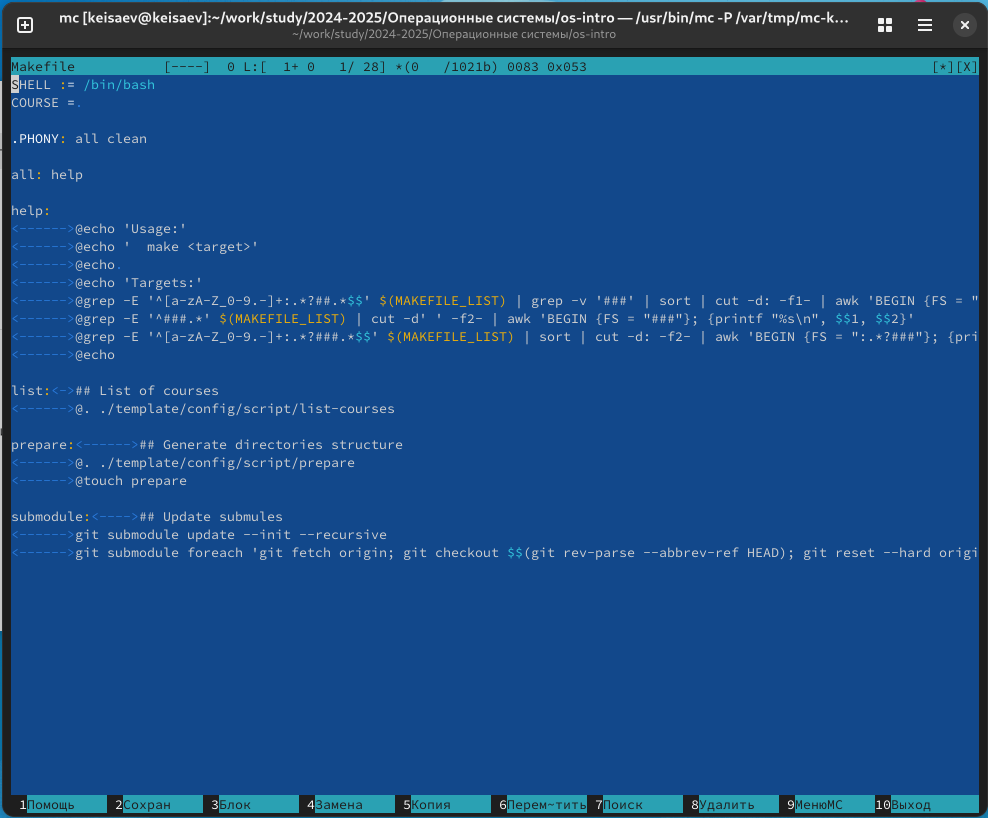 mc [keisaev@keisaev]:~/work/study/2024-2025/Операционные системы/os-intro — /usr/bin/mc -P /var/tmp/mc-k…
~/work/study/2024-2025/Операционные системы/os-intro
Makefile [----] 0 L:[ 1+ 0 1/ 28] *(0 /1021b) 0083 0x053 [*][X]
SHELL := /bin/bash
COURSE =.
.PHONY: all clean
all: help
help:
<------>@echo 'Usage:'
<------>@echo '  make <target>'
<------>@echo.
<------>@echo 'Targets:'
<------>@grep -E '^[a-zA-Z_0-9.-]+:.*?##.*$$' $(MAKEFILE_LIST) | grep -v '###' | sort | cut -d: -f1- | awk 'BEGIN {FS = "
<------>@grep -E '^###.*' $(MAKEFILE_LIST) | cut -d' ' -f2- | awk 'BEGIN {FS = "###"}; {printf "%s\n", $$1, $$2}'
<------>@grep -E '^[a-zA-Z_0-9.-]+:.*?###.*$$' $(MAKEFILE_LIST) | sort | cut -d: -f2- | awk 'BEGIN {FS = ":.*?###"}; {pri
<------>@echo
list:<->## List of courses
<------>@. ./template/config/script/list-courses
prepare:<------>## Generate directories structure
<------>@. ./template/config/script/prepare
<------>@touch prepare
submodule:<---->## Update submules
<------>git submodule update --init --recursive
<------>git submodule foreach 'git fetch origin; git checkout $$(git rev-parse --abbrev-ref HEAD); git reset --hard origi
1Помощь 2Сохран 3Блок 4Замена 5Копия 6Перем~тить 7Поиск 8Удалить 9МенюMC 10Выход